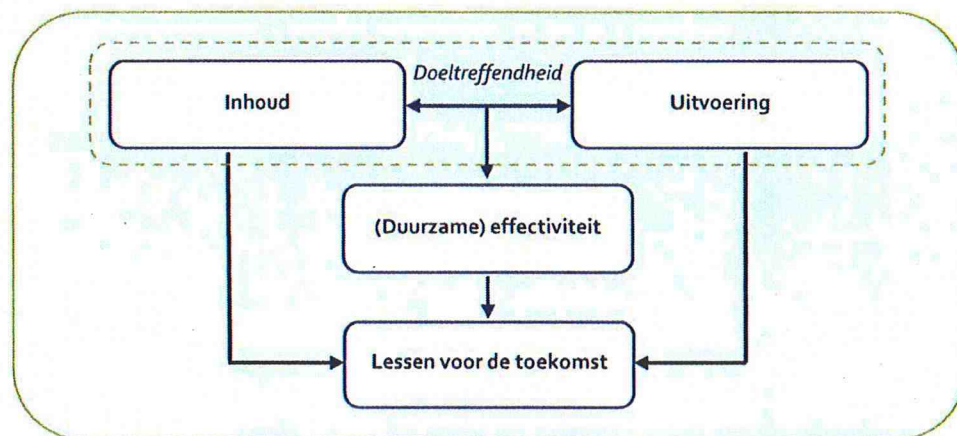 Doeltreffendheid
Inhoud
Uitvoering
(Duurzame) effectiviteit
Lessen voor de toekomst